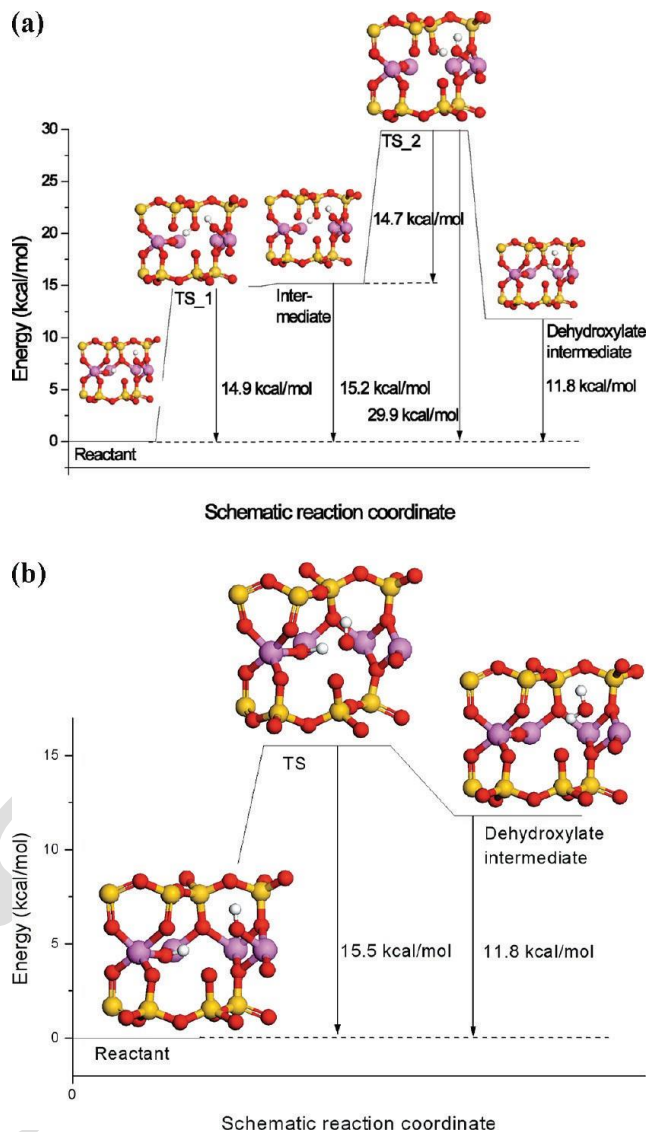 (a)
30
25
20
15
10
5
0
Energy (kcal/mol)
TS_2
14.7 kcal/mol
TS_1
Inter-
mediate
Dehydroxylate
intermediate
14.9 kcal/mol
15.2 kcal/mol
11.8 kcal/mol
29.9 kcal/mol
Reactant
Schematic reaction coordinate
(b)
15
10
5
0
Energy (kcal/mol)
TS
Dehydroxylate
intermediate
15.5 kcal/mol
11.8 kcal/mol
Reactant
0
Schematic reaction coordinate